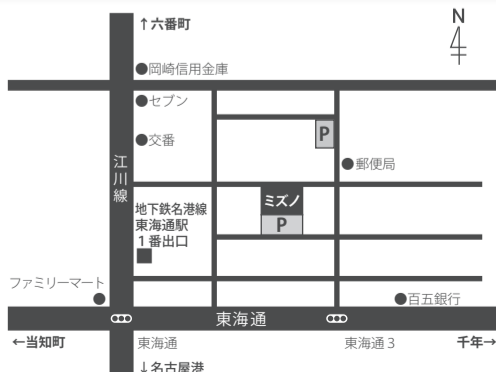 ↑六番町
N
岡崎信用金庫
セブン
P
交番
郵便局
江川線
ミズノ
P
地下鉄名港線
東海通駅
1番出口
ファミリーマート
百五銀行
東海通
←当知町
東海通
東海通3
千年→
↓名古屋港